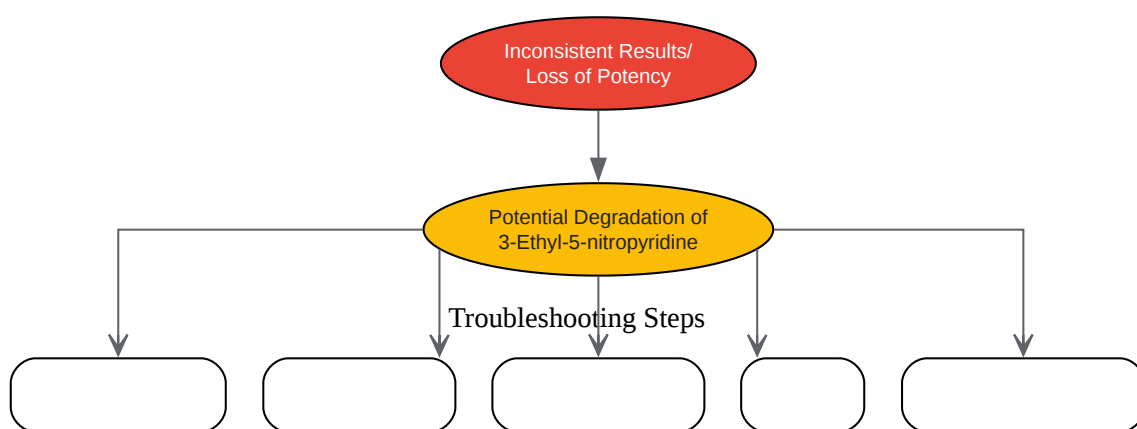 Inconsistent Results/
Loss of Potency
Potential Degradation of
3-Ethyl-5-nitropyridine
Troubleshooting Steps